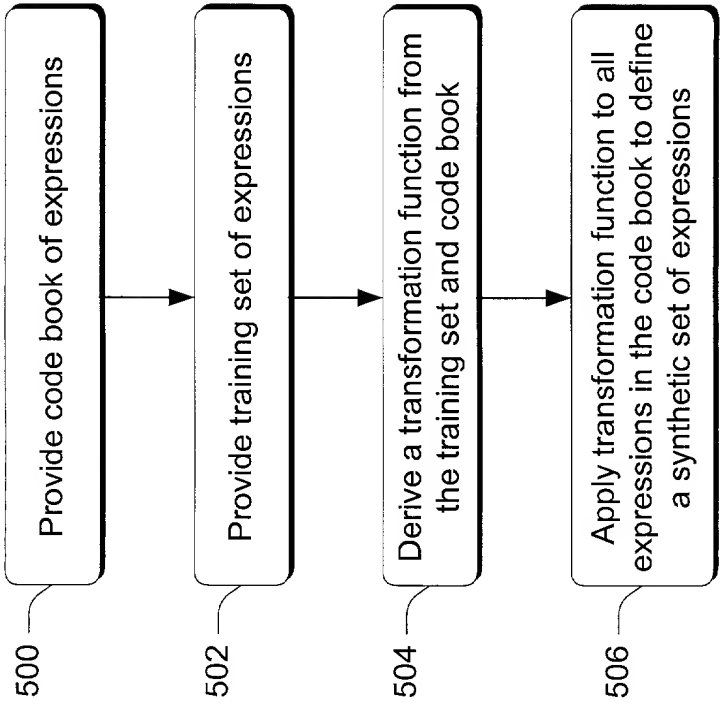 500
Provide code book of expressions
502
Provide training set of expressions
504
Derive a transformation function from
the training set and code book
506
Apply transformation function to all
expressions in the code book to define
a synthetic set of expressions